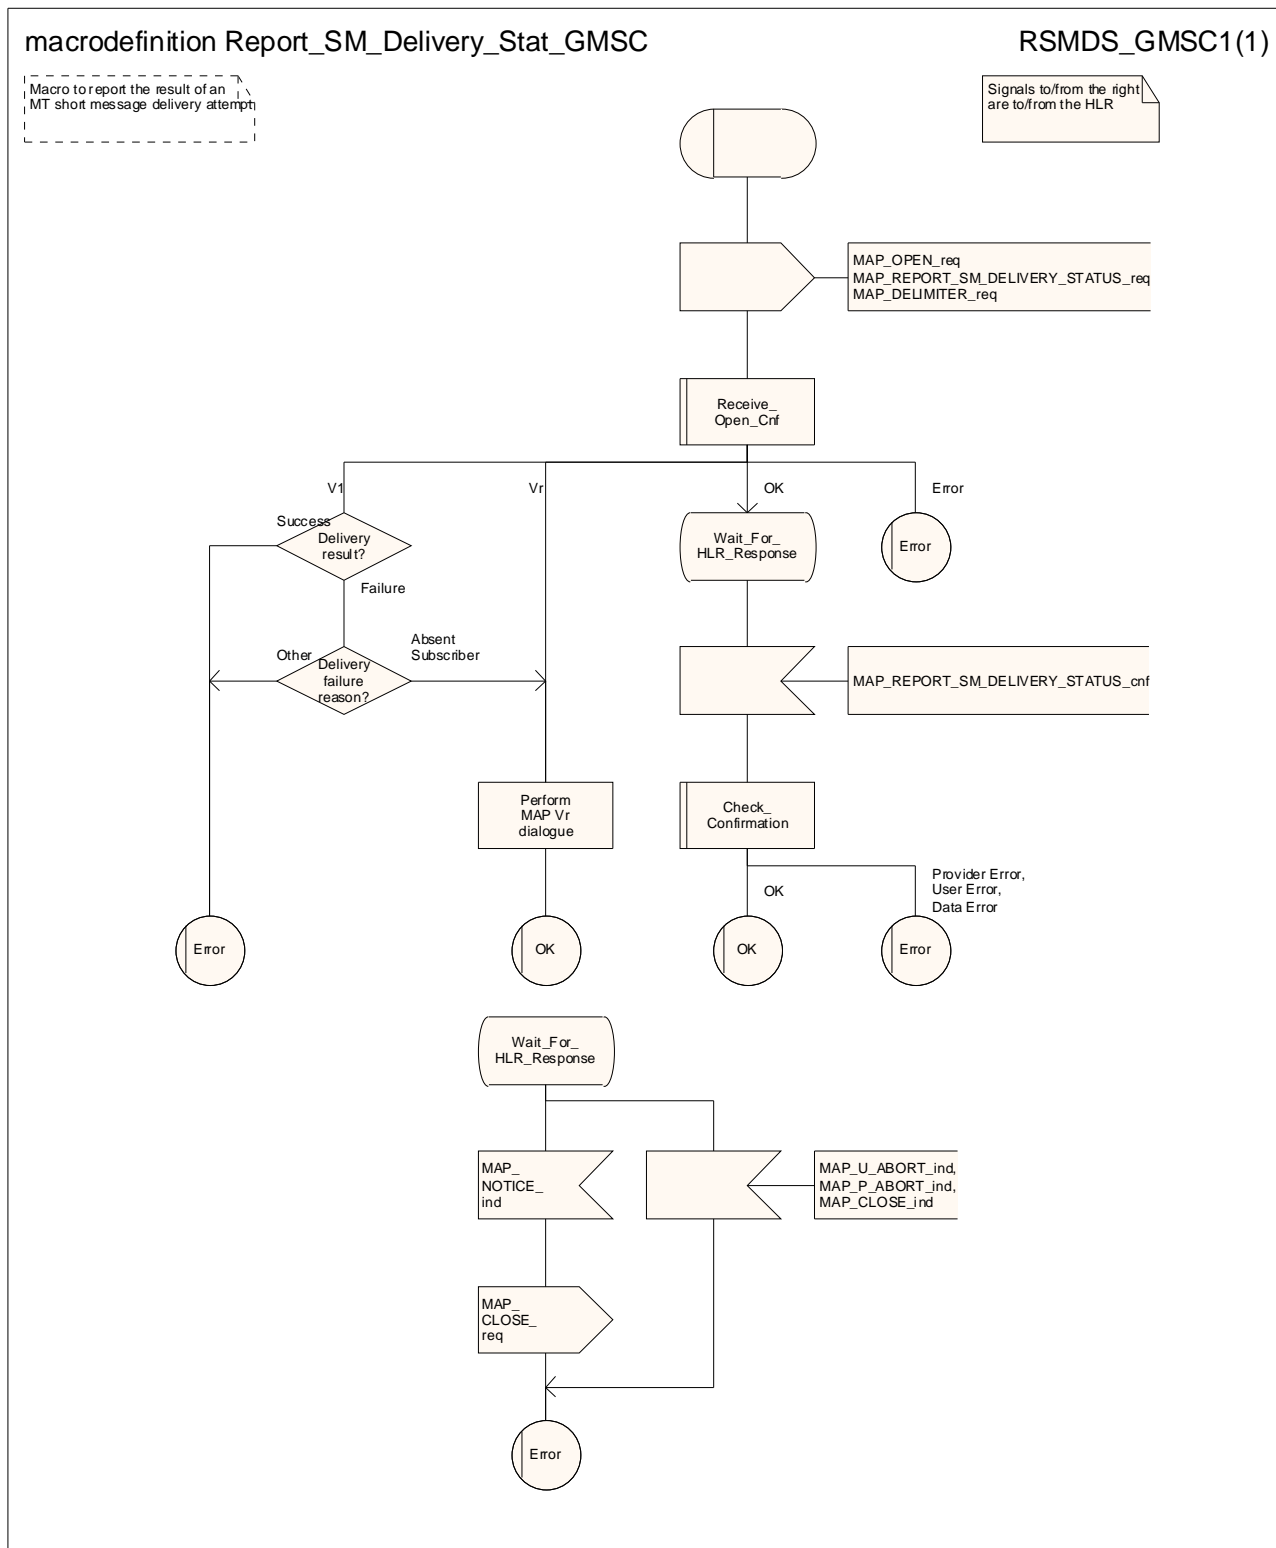 macrodefinition Report_SM_Delivery_Stat_GMSC
RSMDS_GMSC1(1)
Macro to report the result of an
MT short message delivery attempt
Signals to/from the right
are to/from the HLR
MAP_OPEN_req
MAP_REPORT_SM_DELIVERY_STATUS_req
MAP_DELIMITER_req
Receive_
Open_Cnf
V1
Vr
OK
Error
Success
Delivery
result?
Wait_For_
HLR_Response
Error
Failure
Other
Absent
Subscriber
Delivery
failure
reason?
MAP_REPORT_SM_DELIVERY_STATUS_cnf
Perform
MAP Vr
dialogue
Check_
Confirmation
OK
Provider Error,
User Error,
Data Error
Error
OK
OK
Error
Wait_For_
HLR_Response
MAP_
NOTICE_
ind
MAP_U_ABORT_ind,
MAP_P_ABORT_ind,
MAP_CLOSE_ind
MAP_
CLOSE_
req
Error